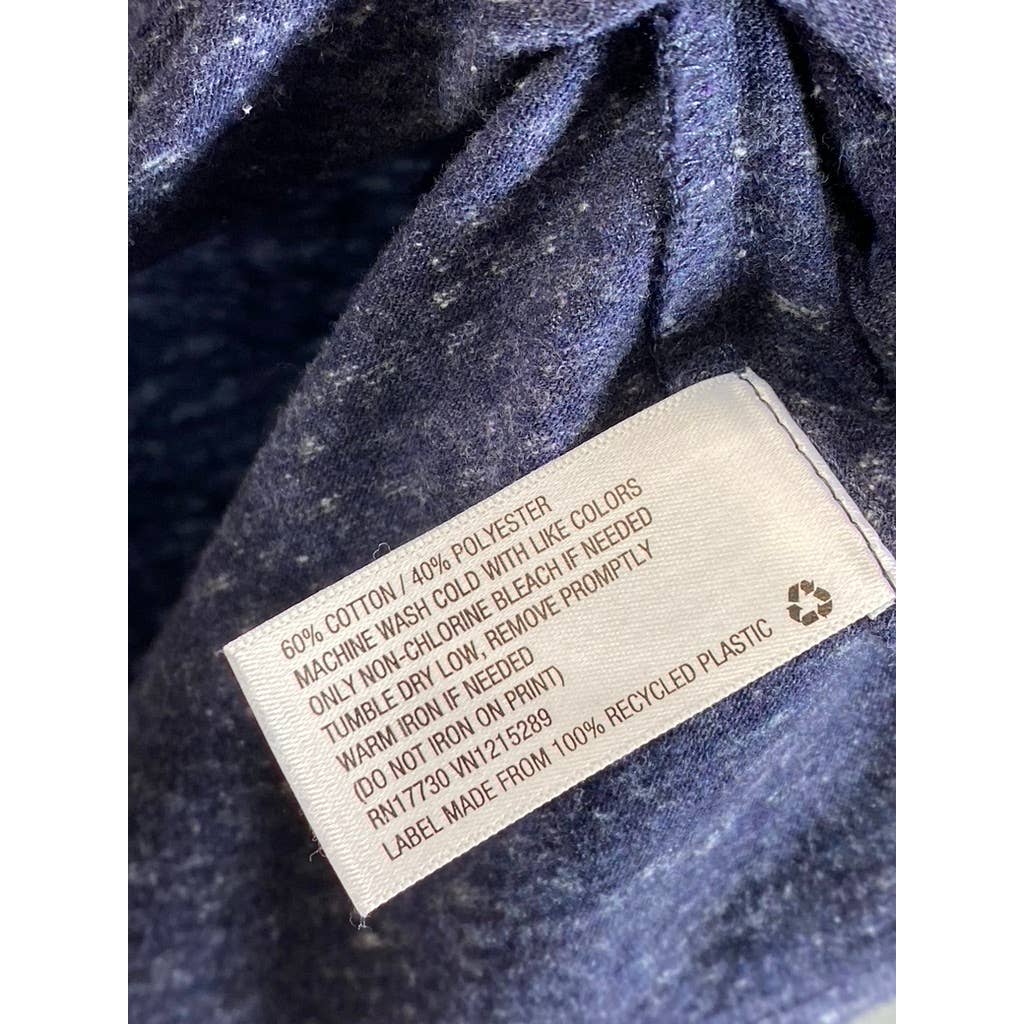 60% COTTON / 40% POLYESTER
MACHINE WASH COLD WITH LIKE COLORS
ONLY NON-CHLORINE BLEACH IF NEEDED
TUMBLE DRY LOW, REMOVE PROMPTLY
WARM IRON IF NEEDED
(DO NOT IRON ON PRINT)
RN17730 VN1215289
LABEL MADE FROM 100% RECYCLED PLASTIC